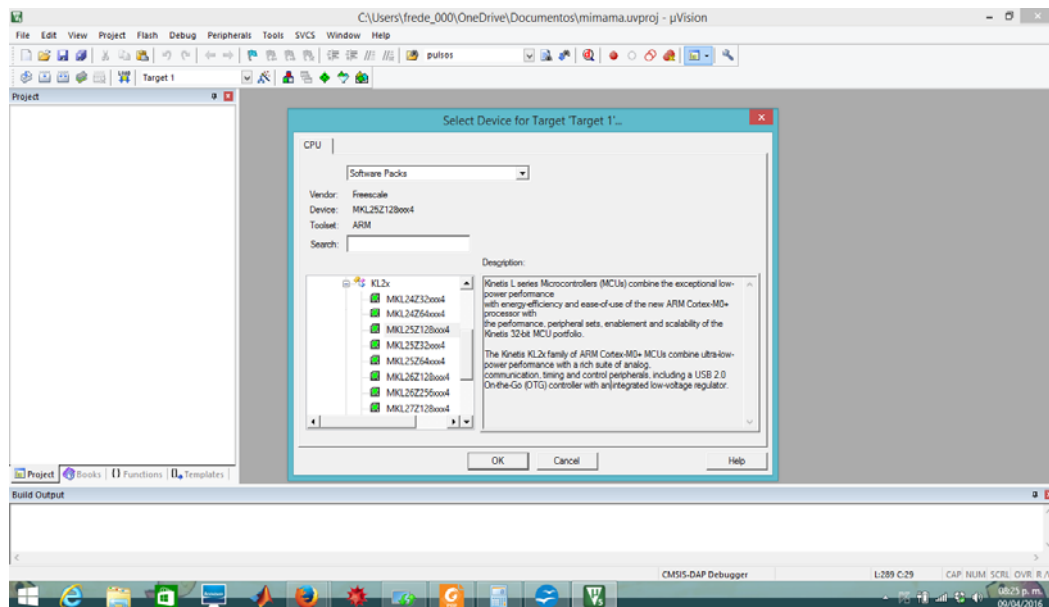 C:\Users\frede_000\OneDrive\Documentos\mimama.uvproj - µVision
File Edit View Project Flash Debug Peripherals Tools SVCS Window Help
pulsos
Target 1
Project
Select Device for Target 'Target 1'...
CPU
Software Packs
Vendor: Freescale
Device: MKL25Z128xxx4
Toolset: ARM
Search:
Description:
KL2x
MKL24Z32xxx4
MKL24Z64xxx4
MKL25Z128xxx4
MKL25Z32xxx4
MKL25Z64xxx4
MKL26Z128xxx4
MKL26Z256xxx4
MKL27Z128xxx4
Kinetis L series Microcontrollers (MCUs) combine the exceptional low-
power performance
with energy-efficiency and ease-of-use of the new ARM Cortex-M0+
processor with
the performance, peripheral sets, enablement and scalability of the
Kinetis 32-bit MCU portfolio.
The Kinetis KL2x family of ARM Cortex-M0+ MCUs combine ultra-low-
power performance with a rich suite of analog,
communication, timing and control peripherals, including a USB 2.0
On-the-Go (OTG) controller with an integrated low-voltage regulator.
OK Cancel Help
Project Books {} Functions Templates
Build Output
CMSIS-DAP Debugger L:289 C:29 CAP NUM SCRL OVR R /
08:25 p. m.
09/04/2016